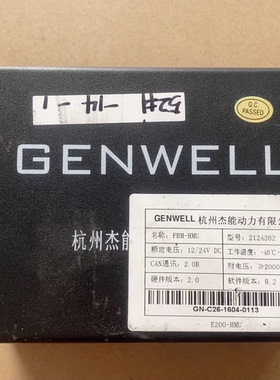 Q.C.
PASSED
GENWELL
杭州杰能
GENWELL 杭州杰能动力有限公
名称: FBM-HMU 型号: 2124262
额定电压: 12/24V DC 工作温度: -40℃
CAN通讯: 2.0B 耐电压: ≥2000
硬件版本: 2.0 软件版本: 8.2
GN-C26-1604-0113
E200-HMU